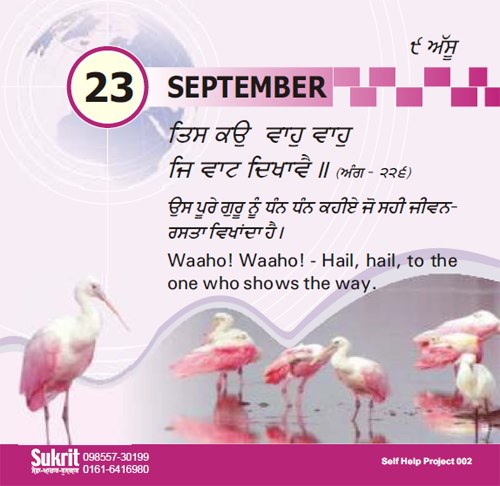 ੯ ਅੱਸੂ
23 SEPTEMBER
ਤਿਸ ਕਉ ਵਾਹੁ ਵਾਹੁ
ਜਿ ਵਾਟ ਦਿਖਾਵੈ ॥ (ਅੰਗ - ੨੨੬)
ਉਸ ਪੂਰੇ ਗੁਰੂ ਨੂੰ ਧੰਨ ਧੰਨ ਕਹੀਏ ਜੋ ਸਹੀ ਜੀਵਨ-
ਰਸਤਾ ਵਿਖਾਂਦਾ ਹੈ।
Waaho! Waaho! - Hail, hail, to the
one who shows the way.
Sukrit 098557-30199
0161-6416980
Self Help Project 002